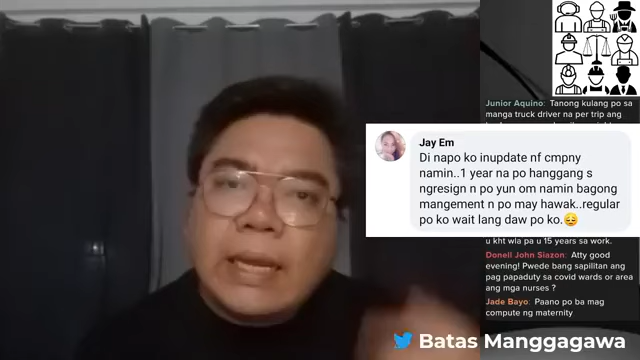 Junior Aquino: Tanong kulang po sa
manga truck driver na per trip ang
Jay Em
Di napo ko inupdate nf cmpny
namin..1 year na po hanggang s
ngresign n po yun om namin bagong
mangement n po may hawak..regular
po ko wait lang daw po ko.😔
u kht wla pa u 15 years sa work.
Donell John Siazon: Atty good
evening! Pwede bang sapilitan ang
pag papaduty sa covid wards or area
ang mga nurses ?
Jade Bayo: Paano po ba mag
compute ng maternity
Batas Manggagawa